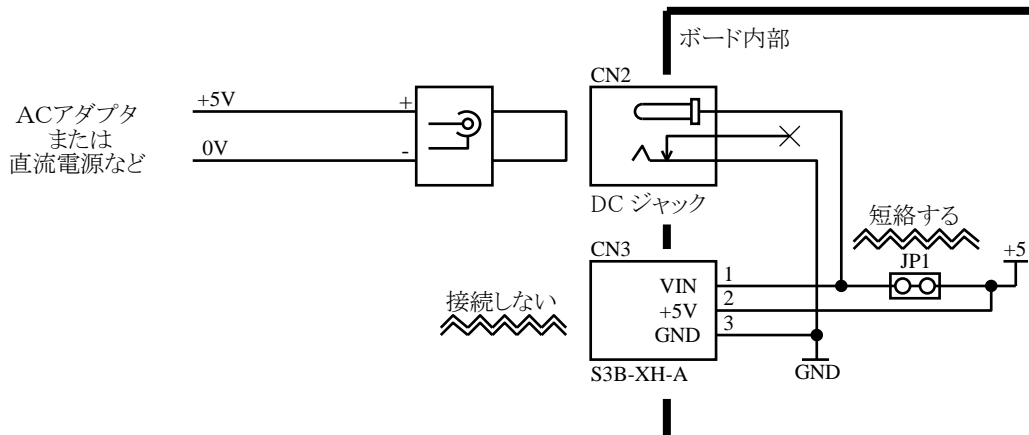 ボード内部
CN2
ACアダプタ
または
直流電源など
+5V
0V
+
-
DC ジャック
短絡する
CN3
JP1
+5
接続しない
VIN
1
+5V
2
GND
3
S3B-XH-A
GND